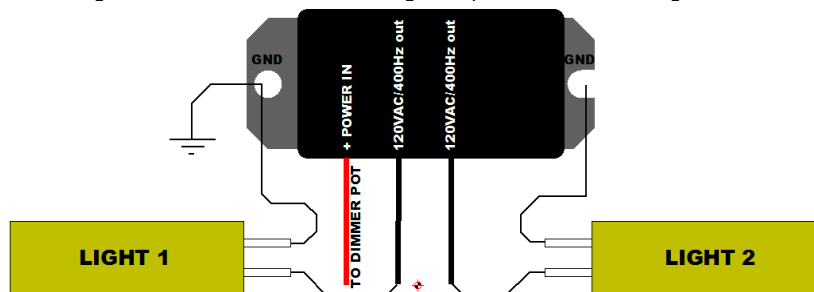 GND
GND
+ POWER IN
120VAC/400Hz out
120VAC/400Hz out
TO DIMMER POT
LIGHT 1
LIGHT 2